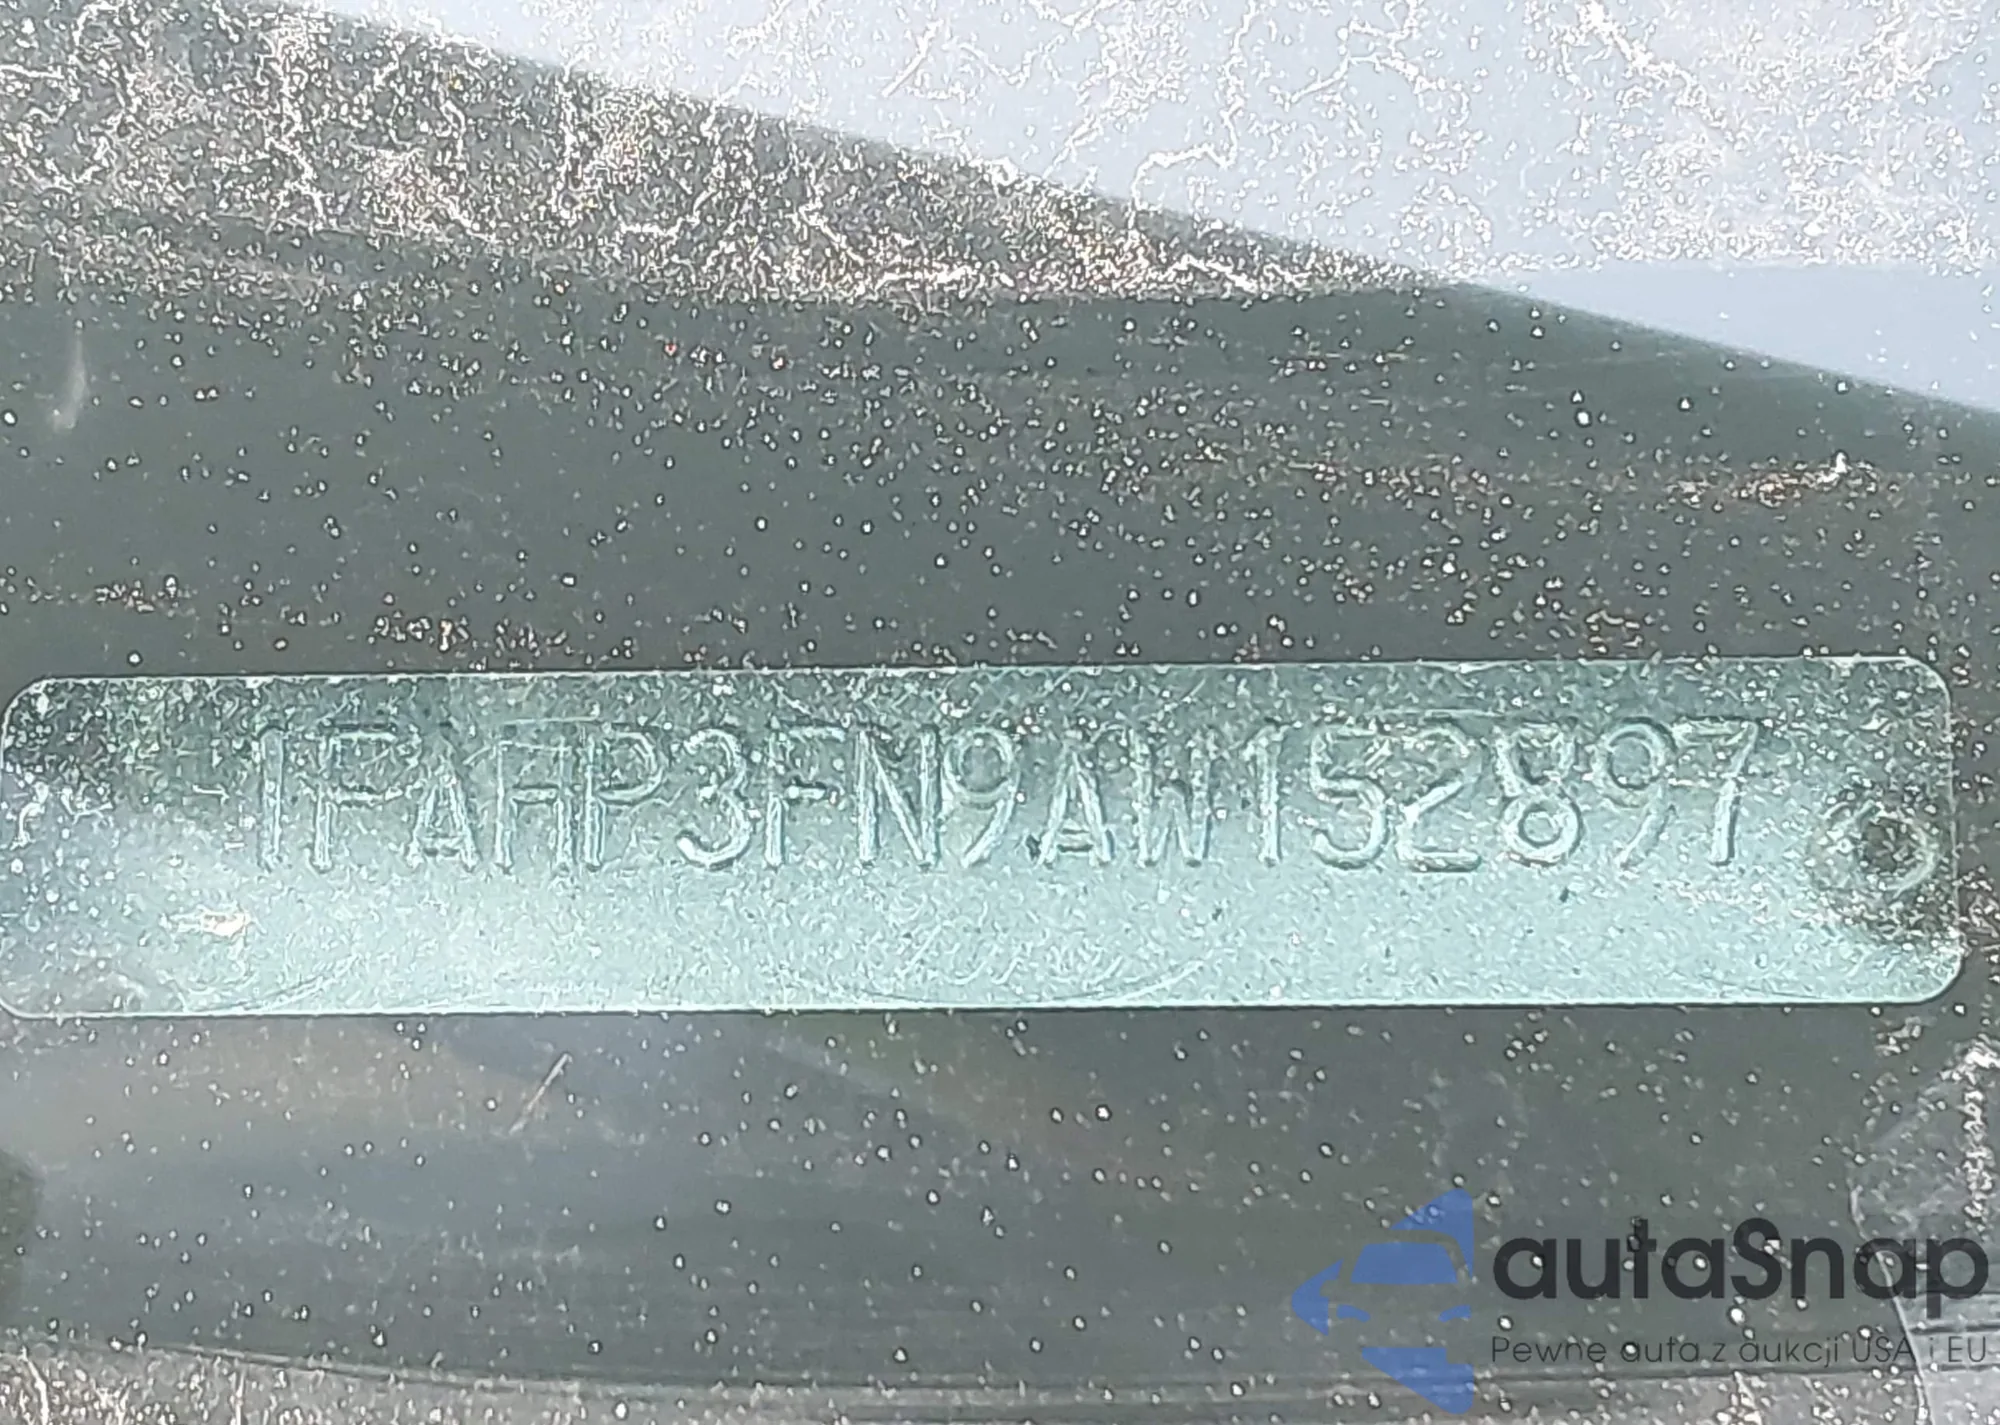 1FAHP3FN9AW152897
autaSnap
Pewne auta z aukcji USA i EU